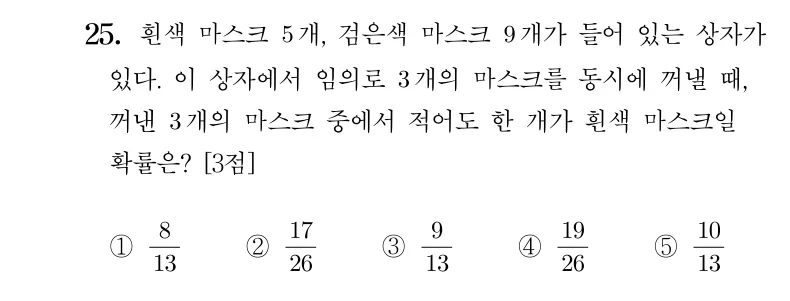 25. 흰색 마스크 5개, 검은색 마스크 9개가 들어 있는 상자가
있다. 이 상자에서 임의로 3개의 마스크를 동시에 꺼낼 때,
꺼낸 3개의 마스크 중에서 적어도 한 개가 흰색 마스크일
확률은? [3점]
① 8/13 ② 17/26 ③ 9/13 ④ 19/26 ⑤ 10/13